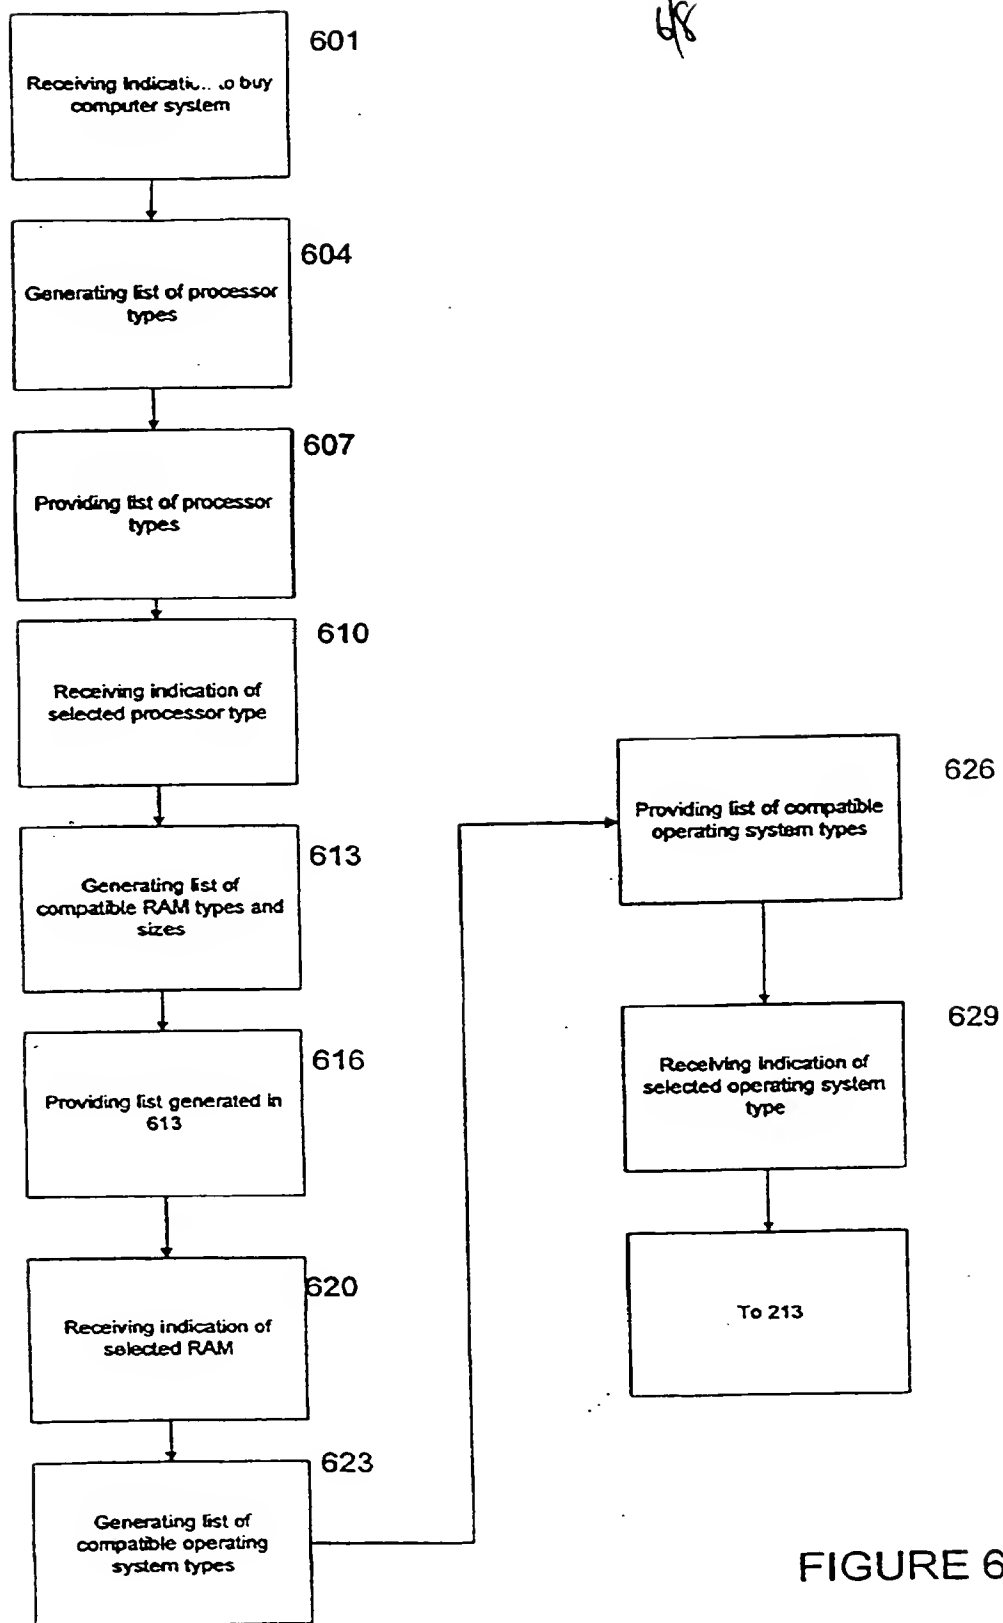 6/8
601
Receiving Indicati... to buy
computer system
604
Generating list of processor
types
607
Providing list of processor
types
610
Receiving indication of
selected processor type
613
Generating list of
compatible RAM types and
sizes
616
Providing list generated in
613
620
Receiving indication of
selected RAM
623
Generating list of
compatible operating
system types
626
Providing list of compatible
operating system types
629
Receiving Indication of
selected operating system
type
To 213
FIGURE 6